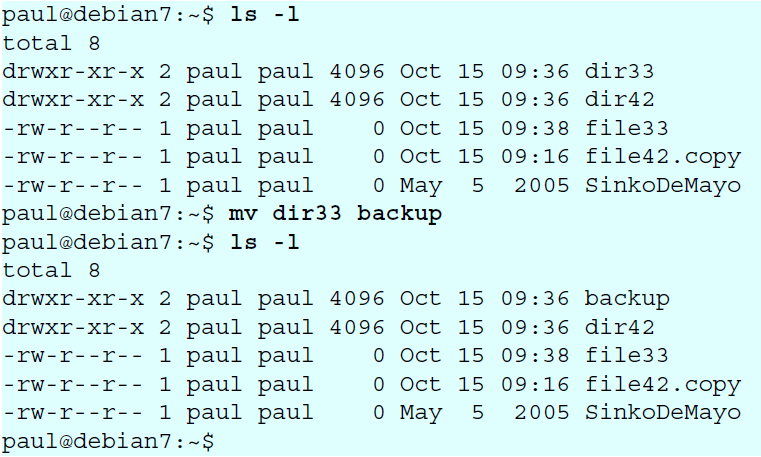 paul@debian7:~$ ls -l
total 8
drwxr-xr-x 2 paul paul 4096 Oct 15 09:36 dir33
drwxr-xr-x 2 paul paul 4096 Oct 15 09:36 dir42
-rw-r--r-- 1 paul paul    0 Oct 15 09:38 file33
-rw-r--r-- 1 paul paul    0 Oct 15 09:16 file42.copy
-rw-r--r-- 1 paul paul    0 May  5  2005 SinkoDeMayo
paul@debian7:~$ mv dir33 backup
paul@debian7:~$ ls -l
total 8
drwxr-xr-x 2 paul paul 4096 Oct 15 09:36 backup
drwxr-xr-x 2 paul paul 4096 Oct 15 09:36 dir42
-rw-r--r-- 1 paul paul    0 Oct 15 09:38 file33
-rw-r--r-- 1 paul paul    0 Oct 15 09:16 file42.copy
-rw-r--r-- 1 paul paul    0 May  5  2005 SinkoDeMayo
paul@debian7:~$